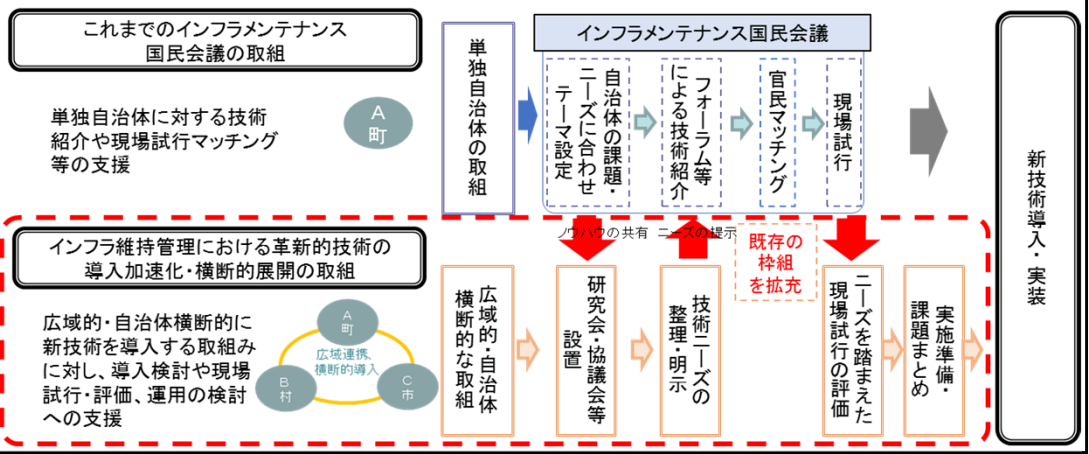 これまでのインフラメンテナンス
国民会議の取組
単独自治体に対する技術
紹介や現場試行マッチング
等の支援
A
町
単独自治体の取組
インフラメンテナンス国民会議
自治体の課題・
ニーズに合わせ
テーマ設定
フォーラム等
による技術紹介
官民マッチング
現場試行
新技術導入・実装
ノウハウの共有
ニーズの提示
既存の
枠組
を拡充
インフラ維持管理における革新的技術の
導入加速化・横断的展開の取組
広域的・自治体横断的に
新技術を導入する取組み
に対し、導入検討や現場
試行・評価、運用の検討
への支援
A
町
広域連携、
横断的導入
B
村
C
市
広域的・自治体
横断的な取組
研究会・協議会等
設置
技術ニーズの
整理・明示
ニーズを踏まえた
現場試行の評価
実施準備・
課題まとめ